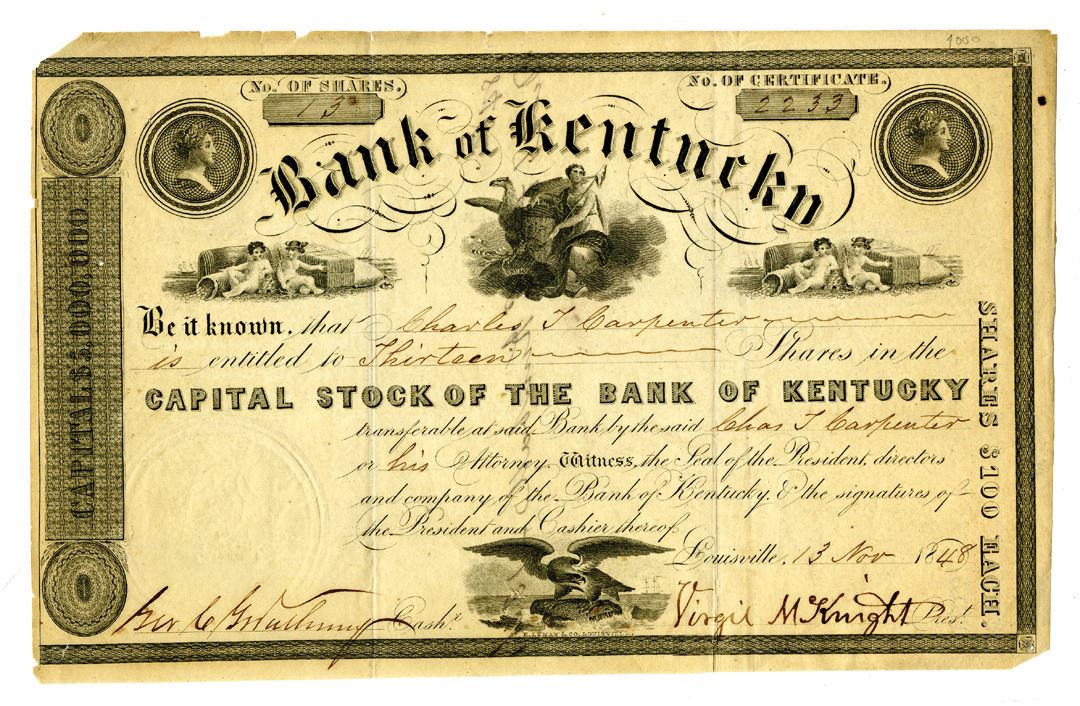 1000
No. OF SHARES.
13
No. OF CERTIFICATE.
2233
Bank of Kentucky
CAPITAL $5,0000,000.
Be it known, that Charles T Carpenter
is entitled to Thirteen Shares in the
CAPITAL STOCK OF THE BANK OF KENTUCKY
transferable at said Bank by the said Chas T Carpenter
or his Attorney. Witness, the Seal of the President, directors
and company of the Bank of Kentucky, & the signatures of
the President and Cashier thereof.
Louisville, 13 Nov 1848
SHARES $100 EACH.
Cashr.
Virgil McKnight Prest.